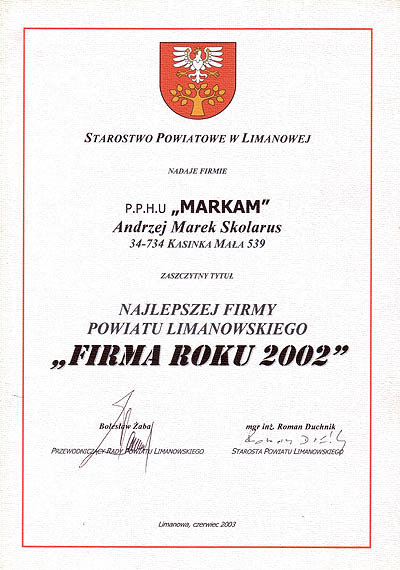 STAROSTWO POWIATOWE W LIMANOWEJ
NADAJE FIRMIE
P.P.H.U „MARKAM”
Andrzej Marek Skolarus
34-734 KASINKA MAŁA 539
ZASZCZYTNY TYTUŁ
NAJLEPSZEJ FIRMY
POWIATU LIMANOWSKIEGO
„FIRMA ROKU 2002”
Bolesław Żaba
PRZEWODNICZĄCY RADY POWIATU LIMANOWSKIEGO
mgr inż. Roman Duchnik
STAROSTA POWIATU LIMANOWSKIEGO
Limanowa, czerwiec 2003